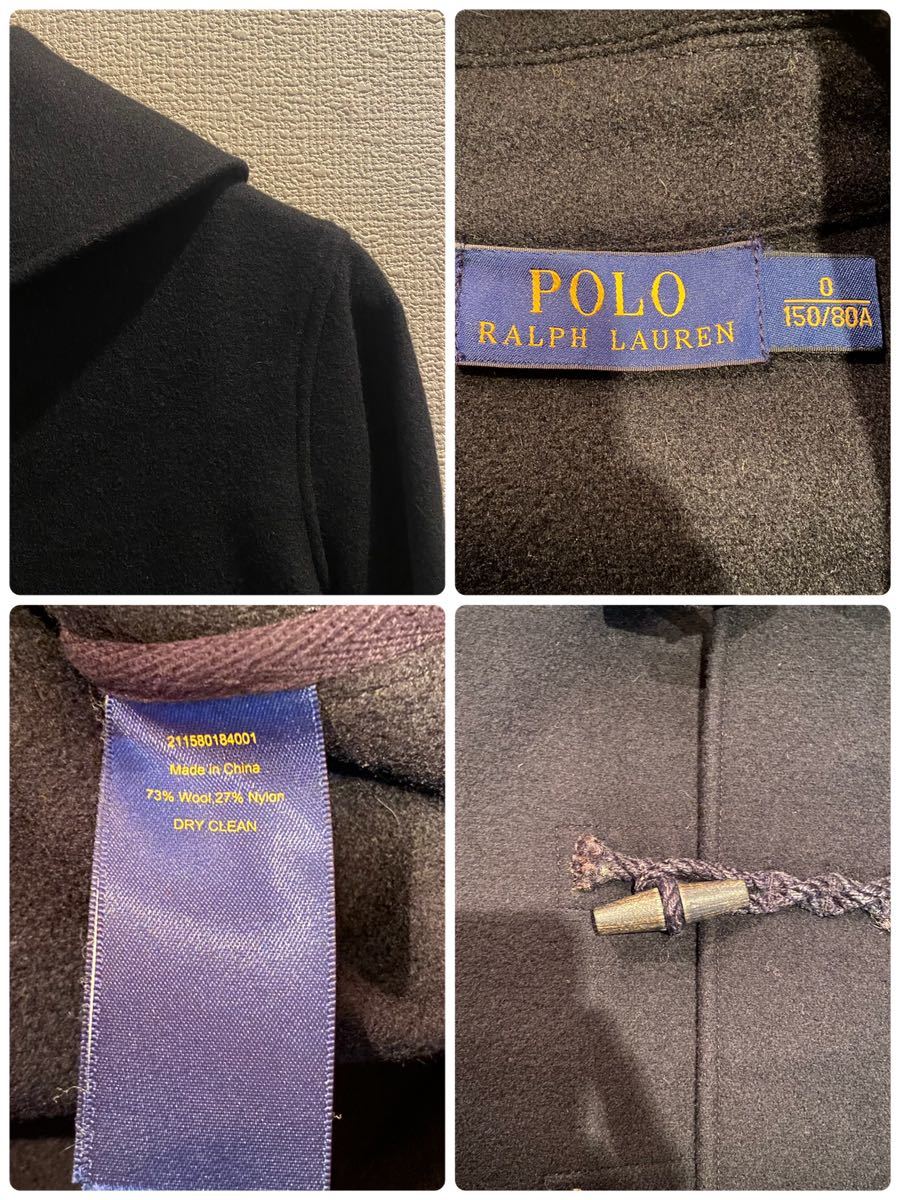 POLO
RALPH LAUREN
0
150/80A
211580184001
Made in China
73% Wool,27% Nylon
DRY CLEAN